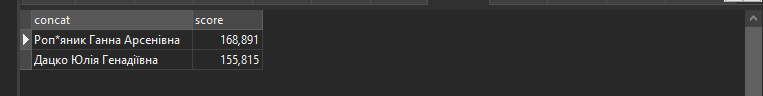 concat score
Роп*яник Ганна Арсенівна 168,891
Дацко Юлія Генадіївна 155,815